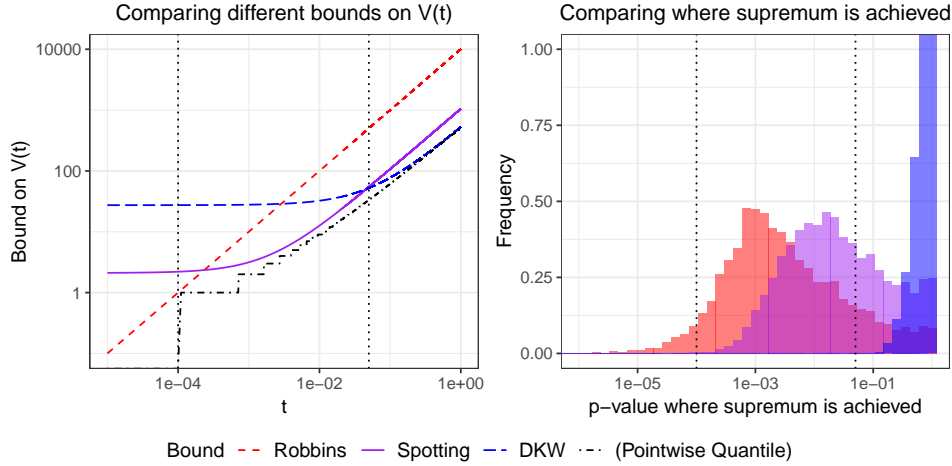 Comparing different bounds on V(t)
Bound on V(t)
10000
100
1
1e−04
1e−02
1e+00
t
Comparing where supremum is achieved
Frequency
1.00
0.75
0.50
0.25
0.00
1e−05
1e−03
1e−01
p−value where supremum is achieved
Bound Robbins Spotting DKW (Pointwise Quantile)